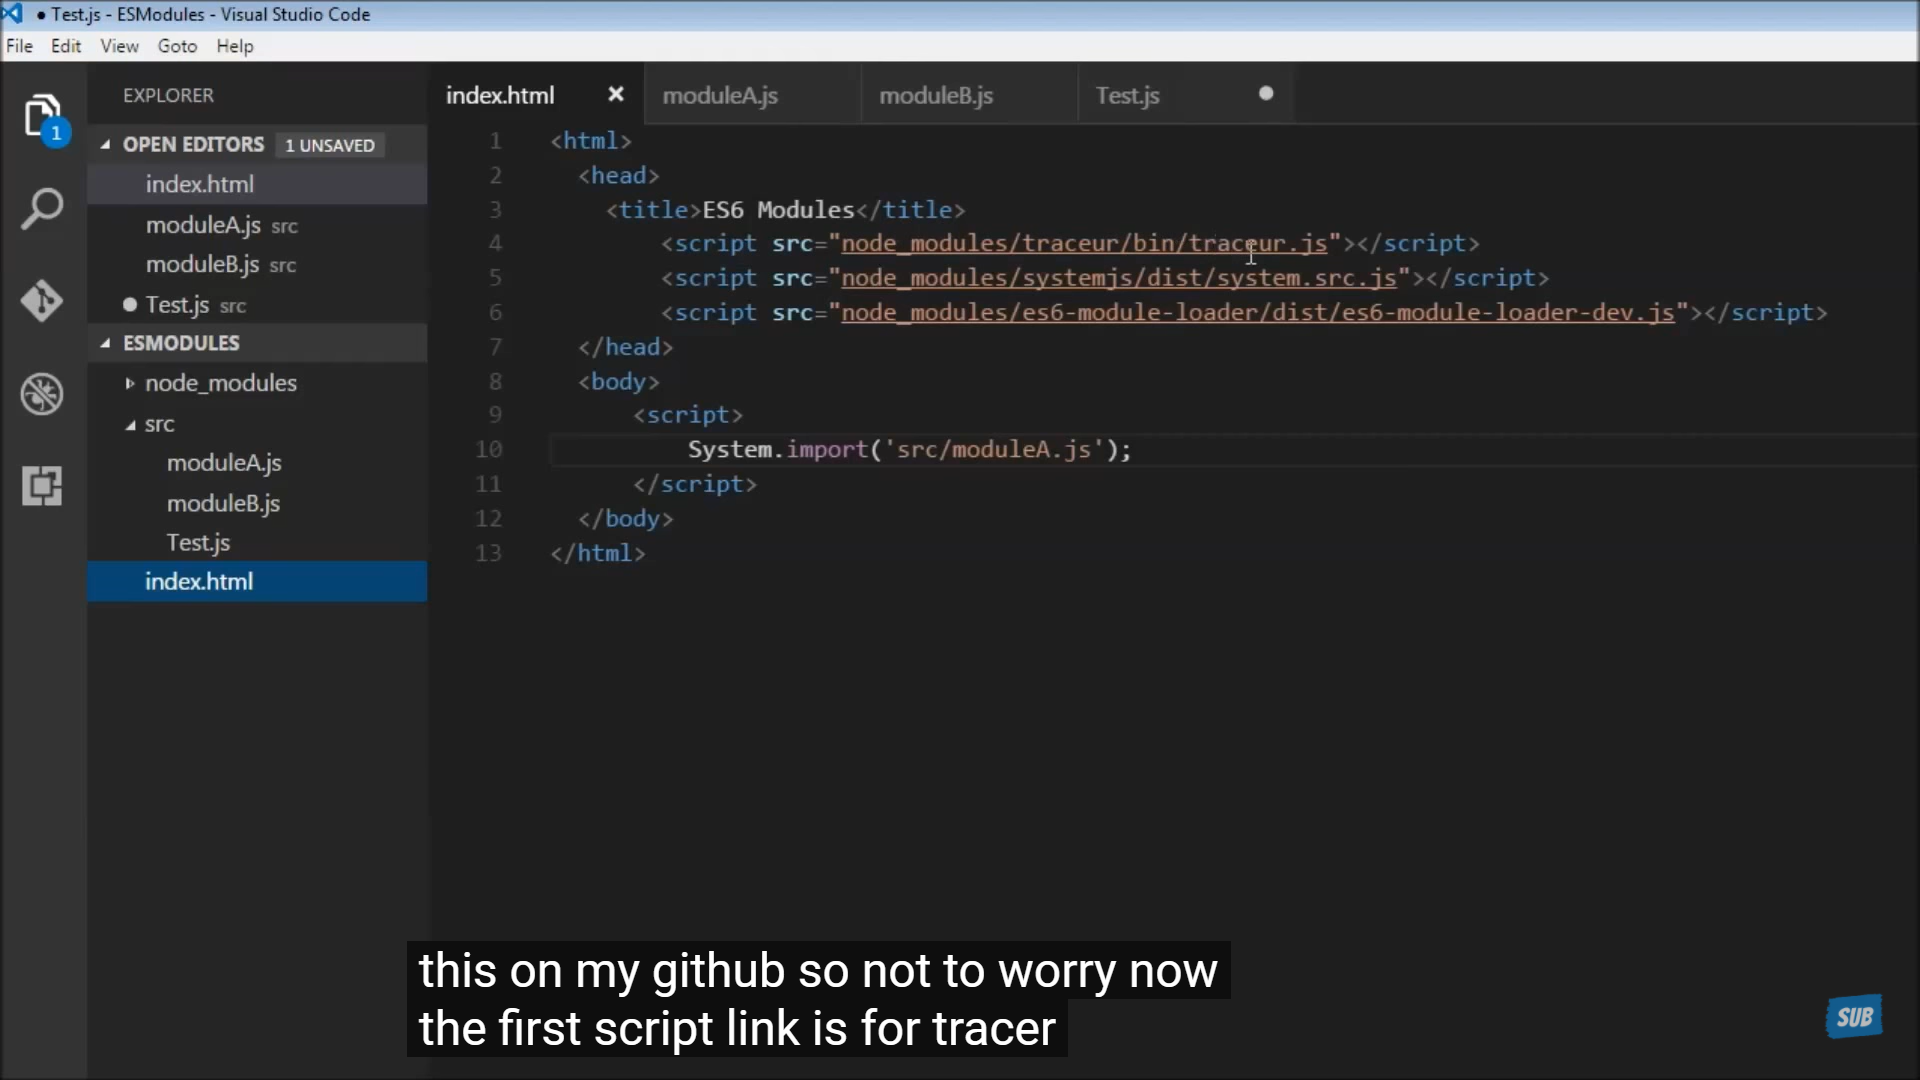 Test.js - ESModules - Visual Studio Code
File Edit View Goto Help
EXPLORER
OPEN EDITORS 1 UNSAVED
index.html
moduleA.js src
moduleB.js src
Test.js src
ESMODULES
node_modules
src
moduleA.js
moduleB.js
Test.js
index.html
1
index.html moduleA.js moduleB.js Test.js
1 <html>
2 <head>
3 <title>ES6 Modules</title>
4 <script src="node_modules/traceur/bin/traceur.js"></script>
5 <script src="node_modules/systemjs/dist/system.src.js"></script>
6 <script src="node_modules/es6-module-loader/dist/es6-module-loader-dev.js"></script>
7 </head>
8 <body>
9 <script>
10 System.import('src/moduleA.js');
11 </script>
12 </body>
13 </html>
this on my github so not to worry now
the first script link is for tracer
SUB